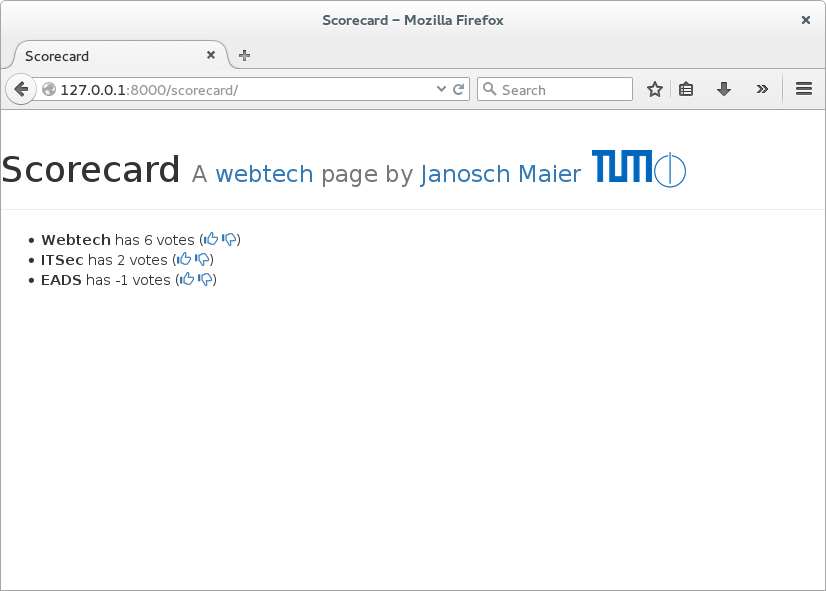 Scorecard – Mozilla Firefox
Scorecard
127.0.0.1:8000/scorecard/
Search
Scorecard A webtech page by Janosch Maier TUM
Webtech has 6 votes ()
ITSec has 2 votes ()
EADS has -1 votes ()